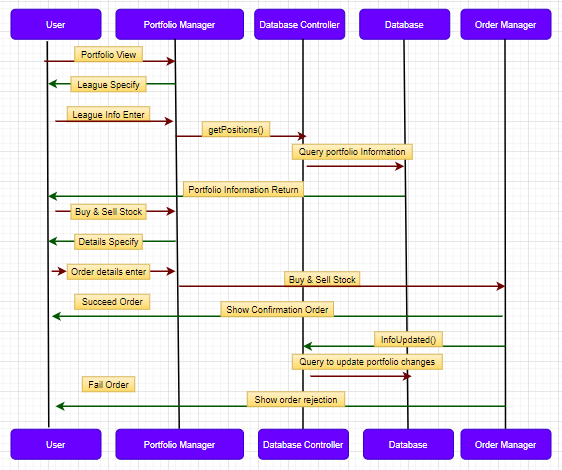 User
Portfolio Manager
Database Controller
Database
Order Manager
Portfolio View
League Specify
League Info Enter
getPositions()
Query portfolio Information
Portfolio Information Return
Buy & Sell Stock
Details Specify
Order details enter
Buy & Sell Stock
Succeed Order
Show Confirmation Order
InfoUpdated()
Query to update portfolio changes
Fail Order
Show order rejection
User
Portfolio Manager
Database Controller
Database
Order Manager